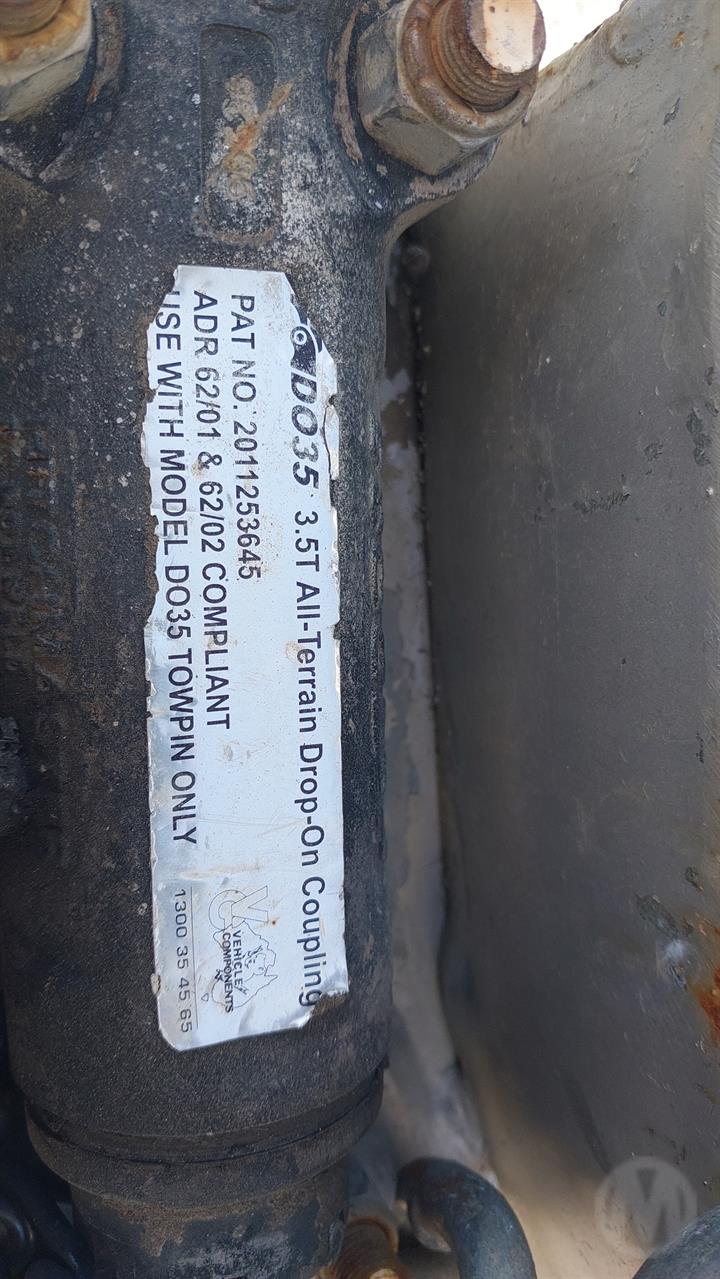 DO35 3.5T All-Terrain Drop-On Coupling
PAT NO. 2011253645
ADR 62/01 & 62/02 COMPLIANT
USE WITH MODEL DO35 TOWPIN ONLY
VEHICLE
COMPONENTS
1300 35 45 65
M